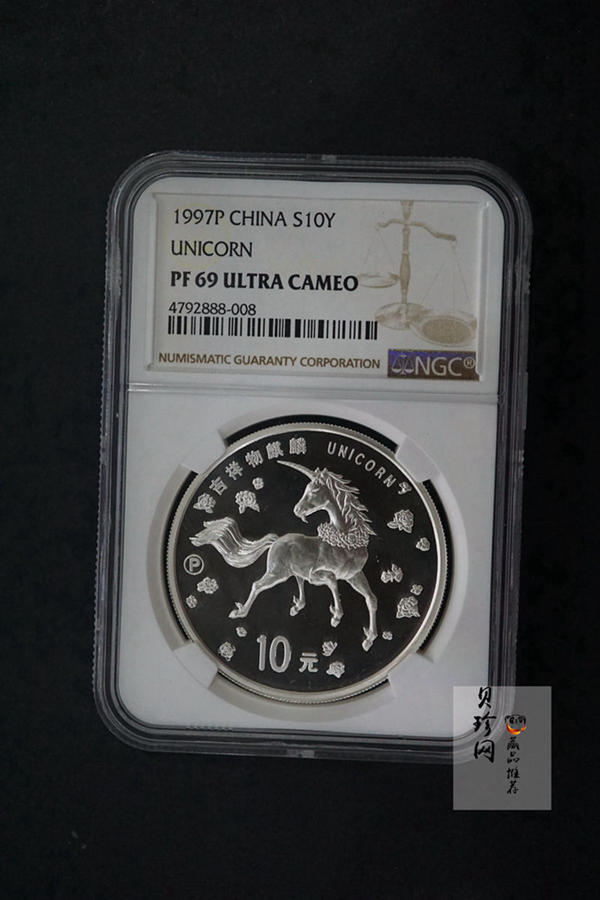 1997P CHINA S10Y
UNICORN
PF 69 ULTRA CAMEO
4792888-008
NUMISMATIC GUARANTY CORPORATION
NGC®
吉祥物麒麟 UNICORN
P
10元
贝珍网
藏品推荐